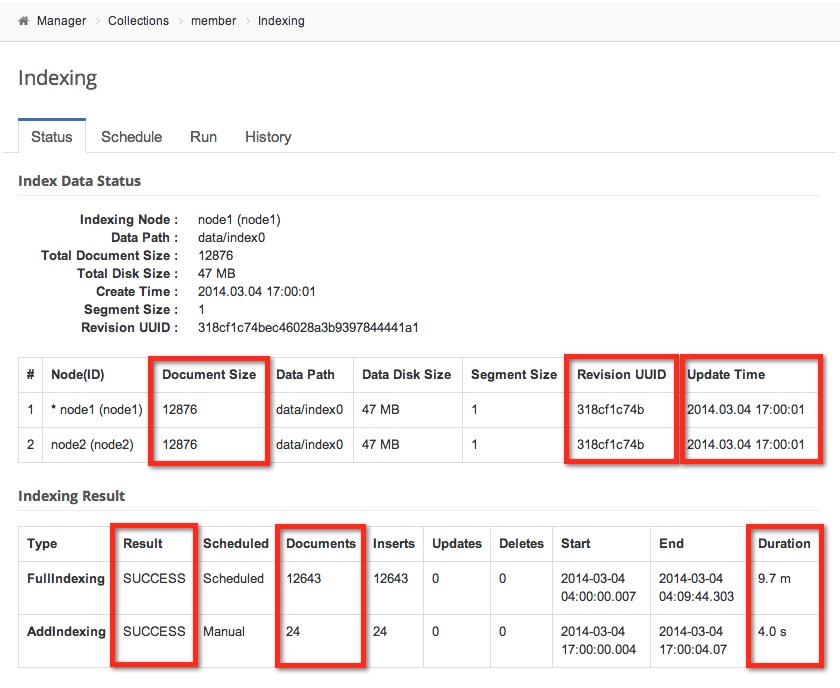 Manager > Collections > member > Indexing
Indexing
Status Schedule Run History
Index Data Status
Indexing Node : node1 (node1)
Data Path : data/index0
Total Document Size : 12876
Total Disk Size : 47 MB
Create Time : 2014.03.04 17:00:01
Segment Size : 1
Revision UUID : 318cf1c74bec46028a3b9397844441a1
# Node(ID) Document Size Data Path Data Disk Size Segment Size Revision UUID Update Time
1 * node1 (node1) 12876 data/index0 47 MB 1 318cf1c74b 2014.03.04 17:00:01
2 node2 (node2) 12876 data/index0 47 MB 1 318cf1c74b 2014.03.04 17:00:01
Indexing Result
Type Result Scheduled Documents Inserts Updates Deletes Start End Duration
FullIndexing SUCCESS Scheduled 12643 12643 0 0 2014-03-04 2014-03-04 9.7 m
04:00:00.007 04:09:44.303
AddIndexing SUCCESS Manual 24 24 0 0 2014-03-04 2014-03-04 4.0 s
17:00:00.004 17:00:04.07